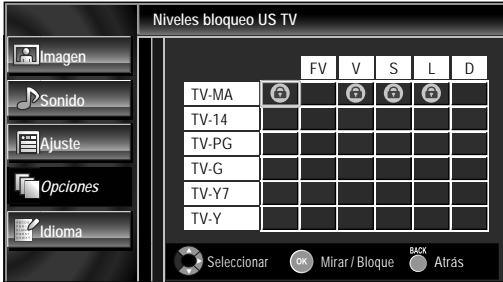 Niveles bloqueo US TV
Imagen
Sonido
Ajuste
Opciones
Idioma
FV V S L D
TV-MA
TV-14
TV-PG
TV-G
TV-Y7
TV-Y
Seleccionar OK Mirar / Bloque BACK Atrás